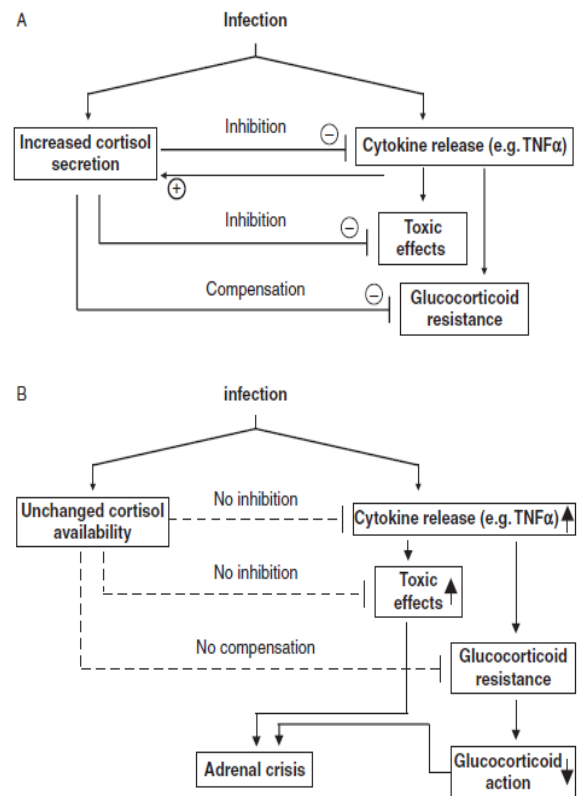 A
Infection
Increased cortisol
secretion
Inhibition
−
Cytokine release (e.g. TNFα)
+
Inhibition
−
Toxic
effects
Compensation
−
Glucocorticoid
resistance
B
infection
Unchanged cortisol
availability
No inhibition
Cytokine release (e.g. TNFα)
No inhibition
Toxic
effects
No compensation
Glucocorticoid
resistance
Adrenal crisis
Glucocorticoid
action